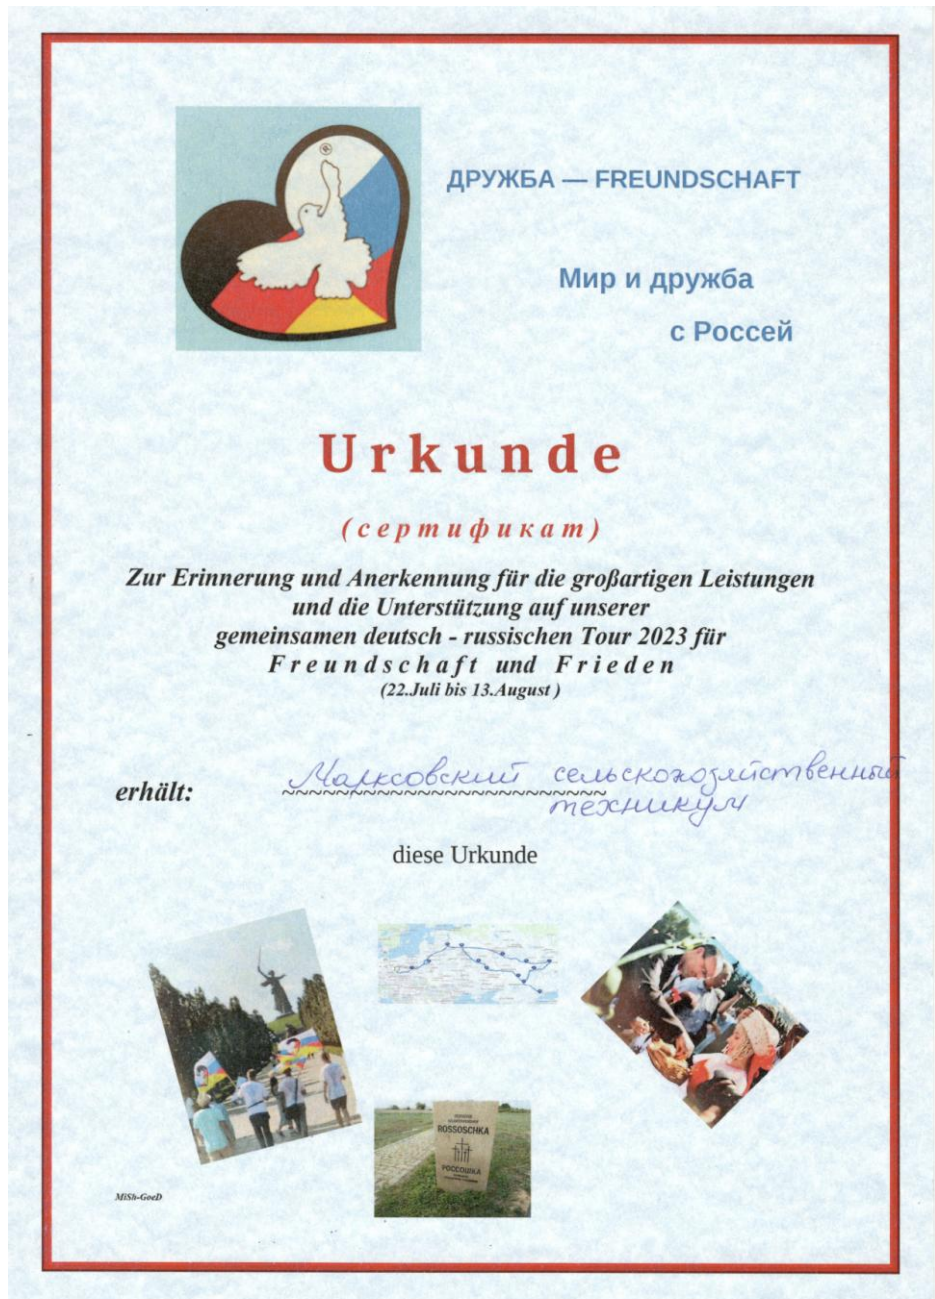 ДРУЖБА — FREUNDSCHAFT
Мир и дружба
с Россей
Urkunde
(сертификат)
Zur Erinnerung und Anerkennung für die großartigen Leistungen
und die Unterstützung auf unserer
gemeinsamen deutsch - russischen Tour 2023 für
Freundschaft und Frieden
(22.Juli bis 13.August )
erhält: Марксовский сельскохозяйственный
техникум
diese Urkunde
ROSSOSCHKA
РОССОШКА
MiSh-GoeD